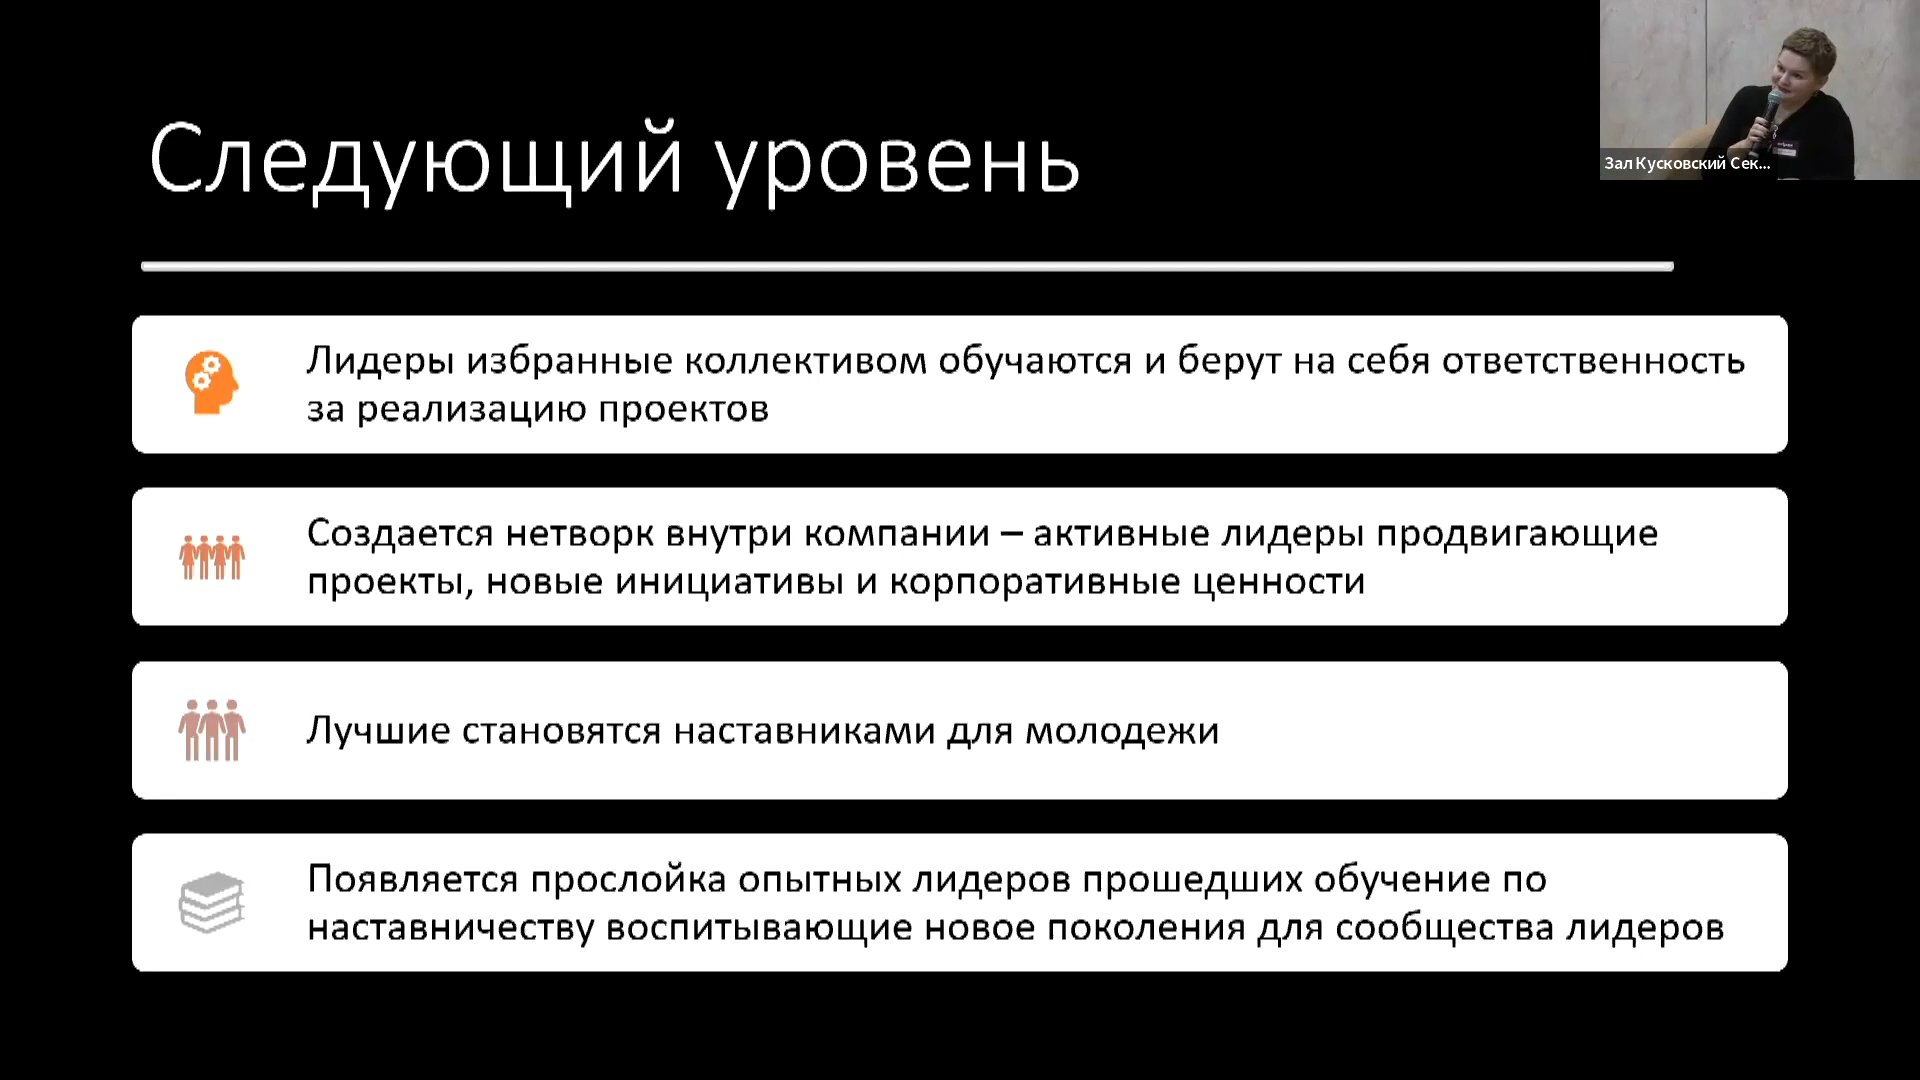 Следующий уровень
Зал Кусковский Сек...
Лидеры избранные коллективом обучаются и берут на себя ответственность
за реализацию проектов
Создается нетворк внутри компании – активные лидеры продвигающие
проекты, новые инициативы и корпоративные ценности
Лучшие становятся наставниками для молодежи
Появляется прослойка опытных лидеров прошедших обучение по
наставничеству воспитывающие новое поколения для сообщества лидеров